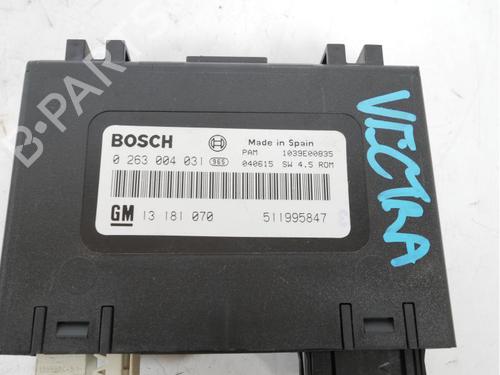 BOSCH
Made in Spain
0 263 004 031 965
PAM 1039E00835
040615 SW 4.5 ROM
GM 13 181 070 511995847
VECTRA
B-PARTS